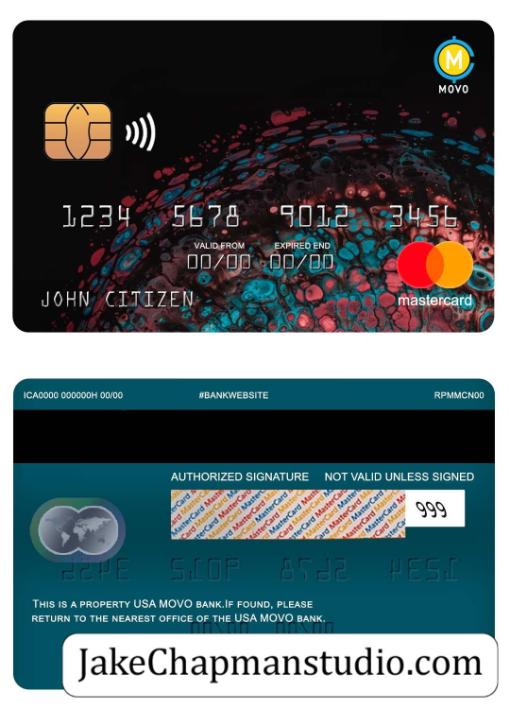 M
MOVO
1234 5678 9012 3456
VALID FROM EXPIRED END
00/00 00/00
JOHN CITIZEN
mastercard
ICA0000 000000H 00/00 #BANKWEBSITE RPMMCN00
AUTHORIZED SIGNATURE NOT VALID UNLESS SIGNED
MasterCard
999
THIS IS A PROPERTY USA MOVO BANK.IF FOUND, PLEASE
RETURN TO THE NEAREST OFFICE OF THE USA MOVO BANK.
JakeChapmanstudio.com